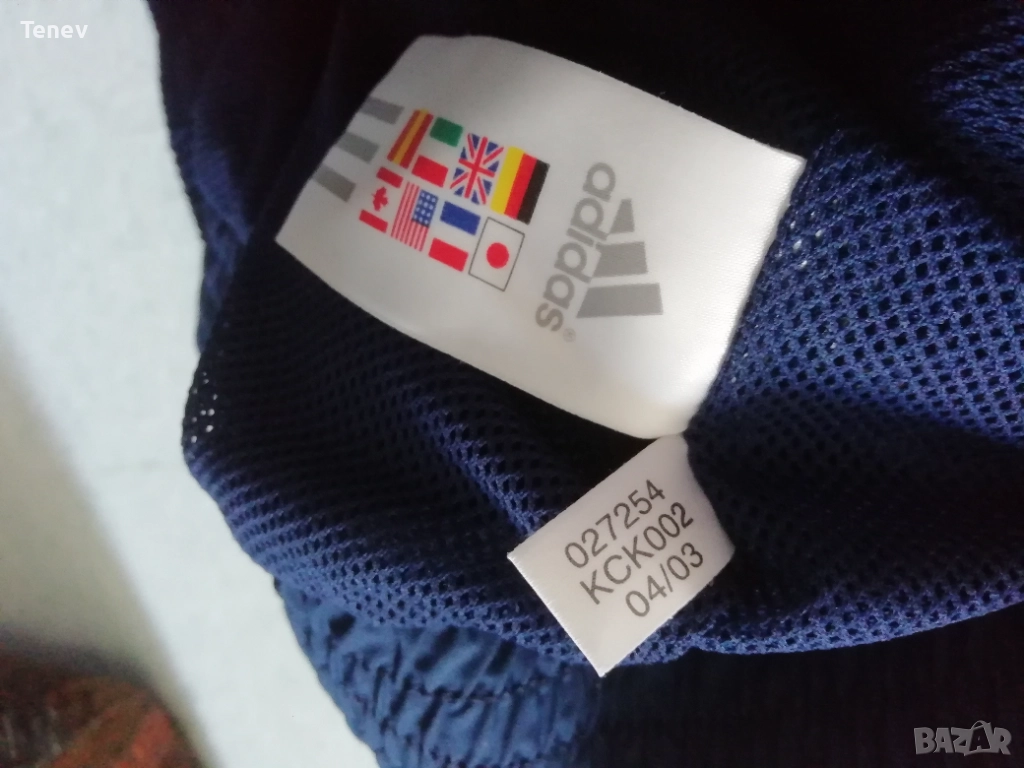 Tenev
adidas®
027254
KCK002
04/03
BAZAR